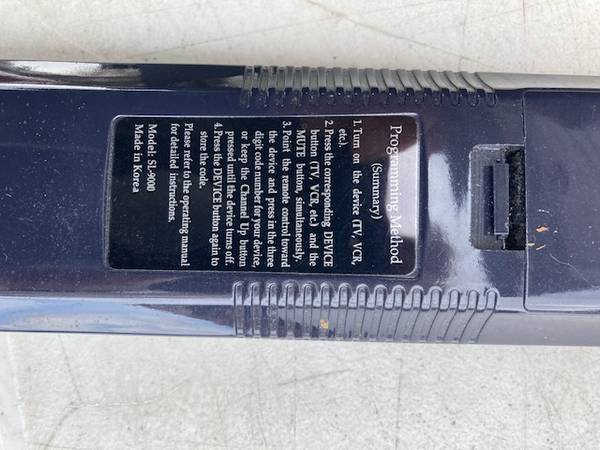 Programming Method
(Summary)
1. Turn on the device (TV, VCR,
etc.).
2. Press the corresponding DEVICE
button (TV, VCR, etc.) and the
MUTE button, simultaneously.
3. Point the remote control toward
the device and press in the three
digit code number for your device,
or keep the Channel Up button
pressed until the device turns off.
4. Press the DEVICE button again to
store the code.
Please refer to the operating manual
for detailed instructions.
Model: SL-9000
Made in Korea